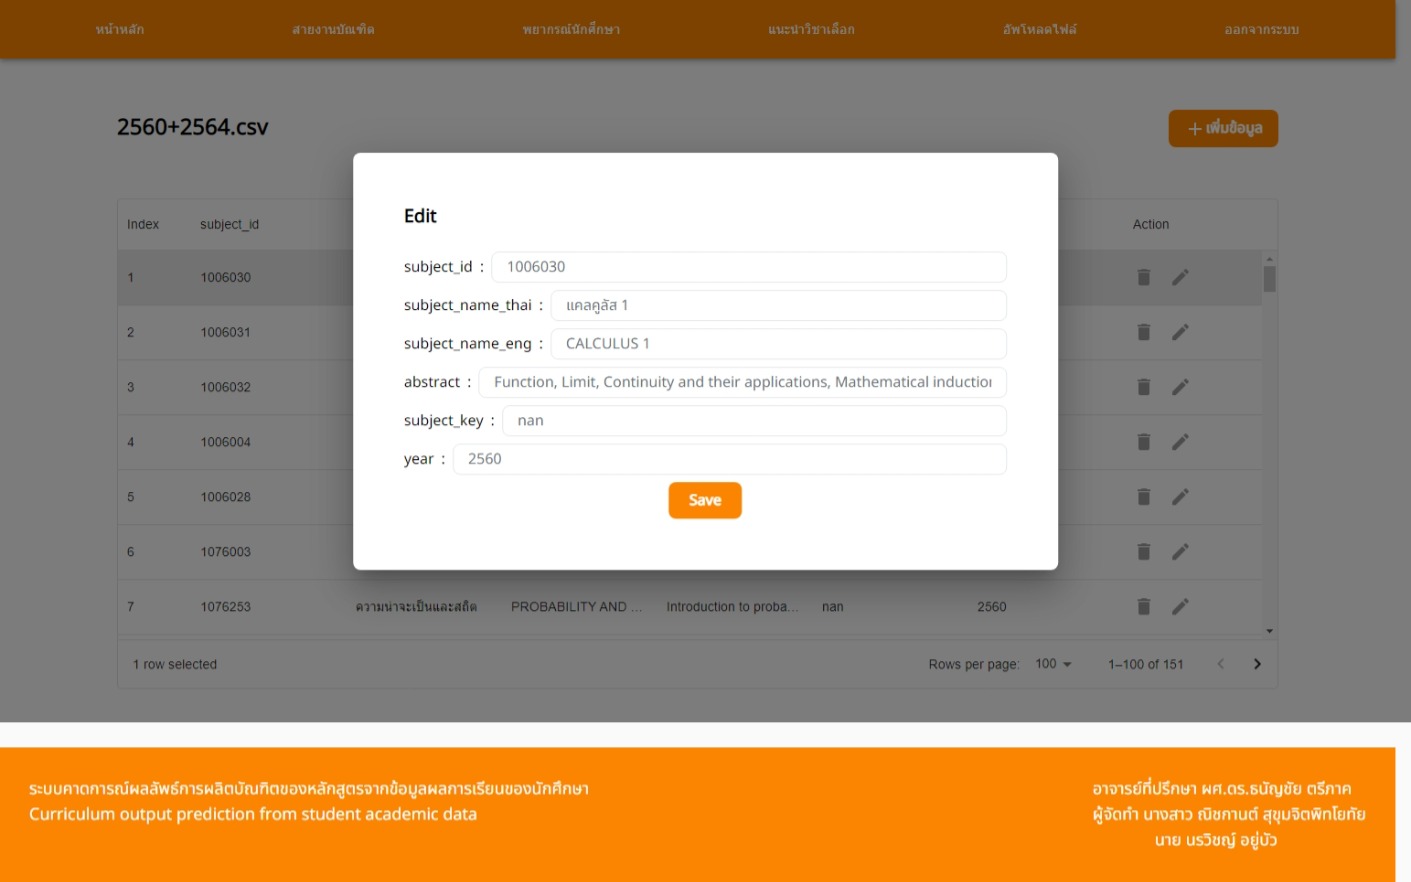 หน้าหลัก สายงานบัณฑิต พยากรณ์นักศึกษา แนะนำวิชาเลือก อัพโหลดไฟล์ ออกจากระบบ
2560+2564.csv
+ เพิ่มข้อมูล
Index subject_id Action
1 1006030
2 1006031
3 1006032
4 1006004
5 1006028
6 1076003
7 1076253 ความน่าจะเป็นและสถิติ PROBABILITY AND ... Introduction to proba... nan 2560
Edit
subject_id : 1006030
subject_name_thai : แคลคูลัส 1
subject_name_eng : CALCULUS 1
abstract : Function, Limit, Continuity and their applications, Mathematical induction
subject_key : nan
year : 2560
Save
1 row selected Rows per page: 100 1–100 of 151
ระบบคาดการณ์ผลลัพธ์การผลิตบัณฑิตของหลักสูตรจากข้อมูลผลการเรียนของนักศึกษา
Curriculum output prediction from student academic data
อาจารย์ที่ปรึกษา ผศ.ดร.ธนัญชัย ตรีภาค
ผู้จัดทำ นางสาว ณิชกานต์ สุขุมจิตพิทโยทัย
นาย นรวิชญ์ อยู่บัว